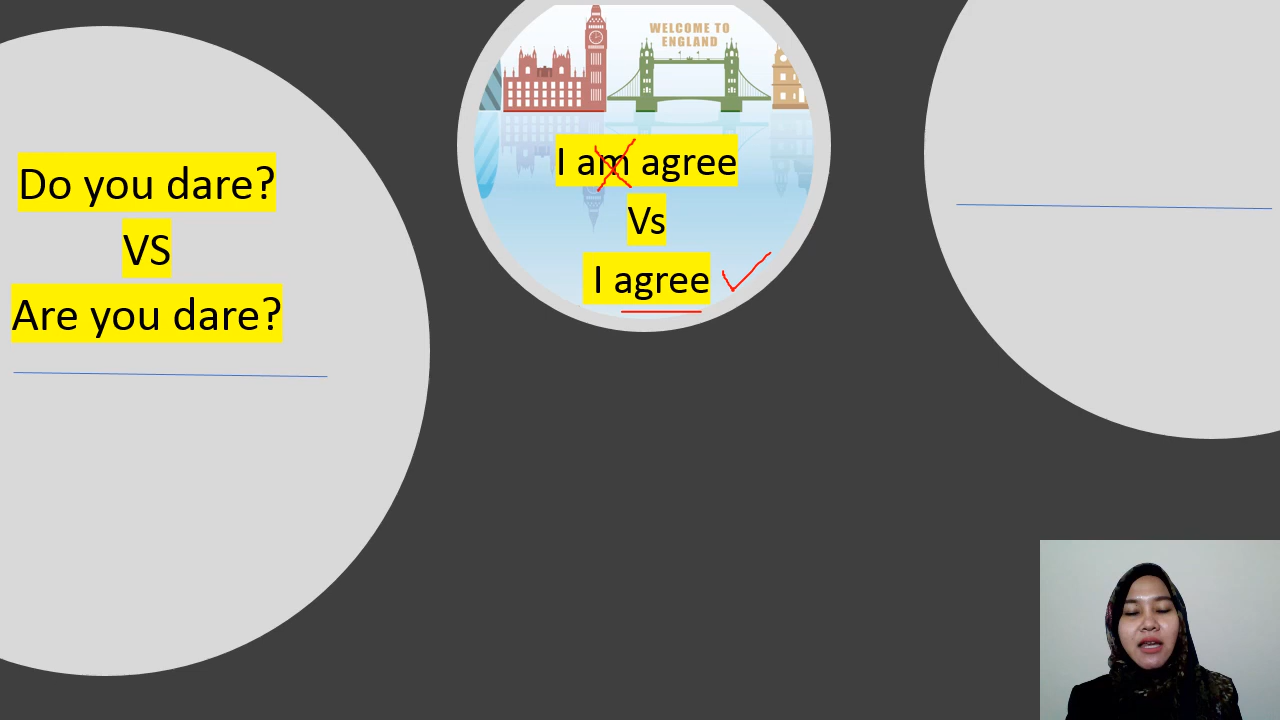 Do you dare?
VS
Are you dare?
WELCOME TO
ENGLAND
I am agree
Vs
I agree